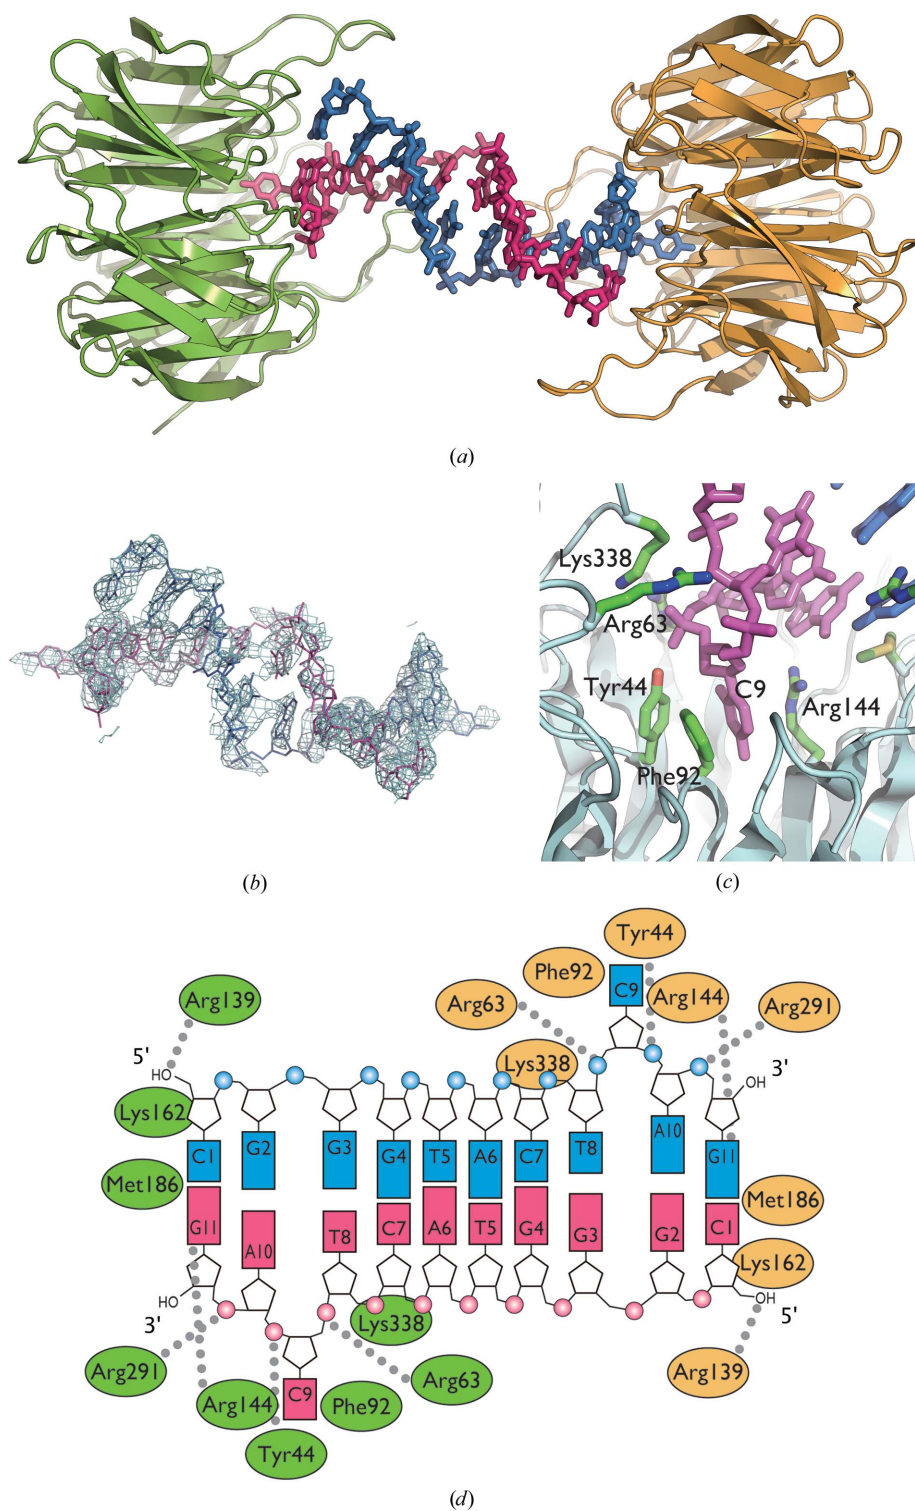 (a)
Lys338
Arg63
Tyr44
C9
Arg144
Phe92
(b)
(c)
Tyr44
Phe92
C9
Arg139
Arg63
Arg144
Arg291
5'
3'
HO
Lys338
OH
Lys162
C1 G2 G3 G4 T5 A6 C7 T8 A10 G11
Met186
Met186
G11 A10 T8 C7 A6 T5 G4 G3 G2 C1
Lys162
HO
OH
3'
Lys338
5'
Arg291
Arg63
Arg139
Arg144
C9
Phe92
Tyr44
(d)